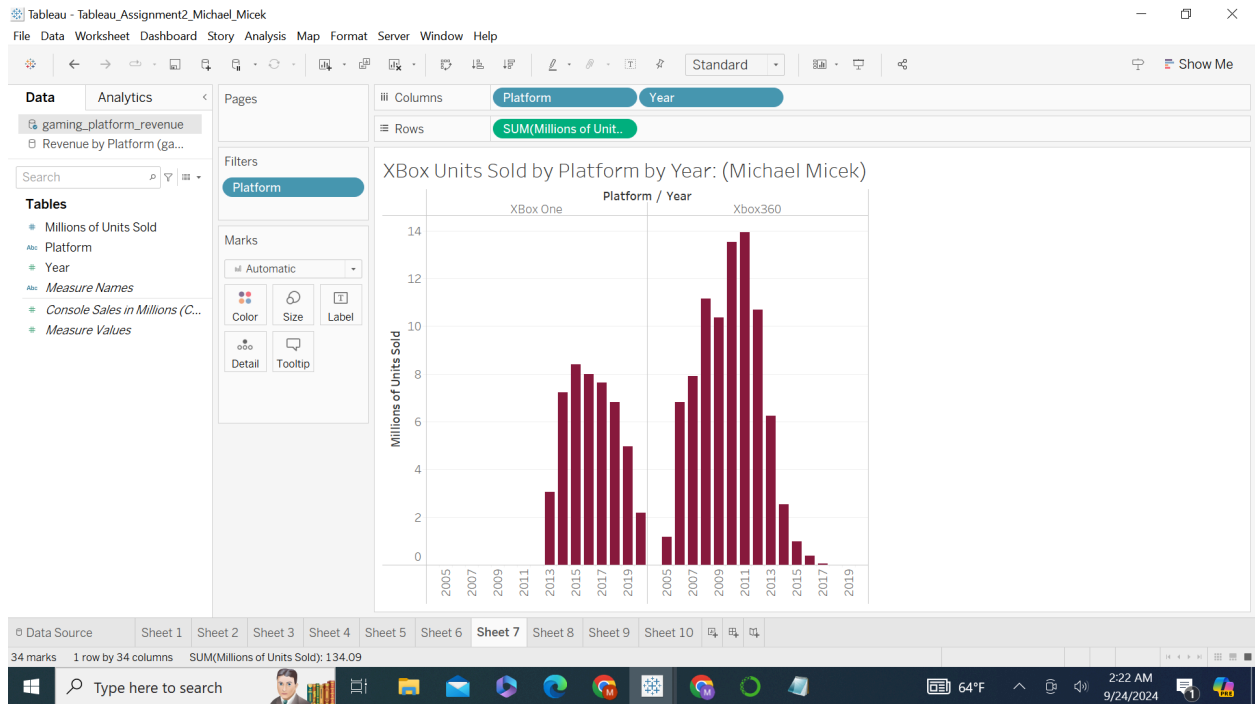 Tableau - Tableau_Assignment2_Michael_Micek
File Data Worksheet Dashboard Story Analysis Map Format Server Window Help
Standard
Show Me
Data Analytics
gaming_platform_revenue
Revenue by Platform (ga...
Search
Tables
Millions of Units Sold
Abc Platform
# Year
Abc Measure Names
# Console Sales in Millions (C...
# Measure Values
Pages
Filters
Platform
Marks
Automatic
Color Size Label
Detail Tooltip
Columns Platform Year
Rows SUM(Millions of Unit..
XBox Units Sold by Platform by Year: (Michael Micek)
Platform / Year
XBox One Xbox360
Millions of Units Sold
14
12
10
8
6
4
2
0
2005 2007 2009 2011 2013 2015 2017 2019 2005 2007 2009 2011 2013 2015 2017 2019
Data Source Sheet 1 Sheet 2 Sheet 3 Sheet 4 Sheet 5 Sheet 6 Sheet 7 Sheet 8 Sheet 9 Sheet 10
34 marks 1 row by 34 columns SUM(Millions of Units Sold): 134.09
Type here to search
64°F
2:22 AM
9/24/2024
1
PRE